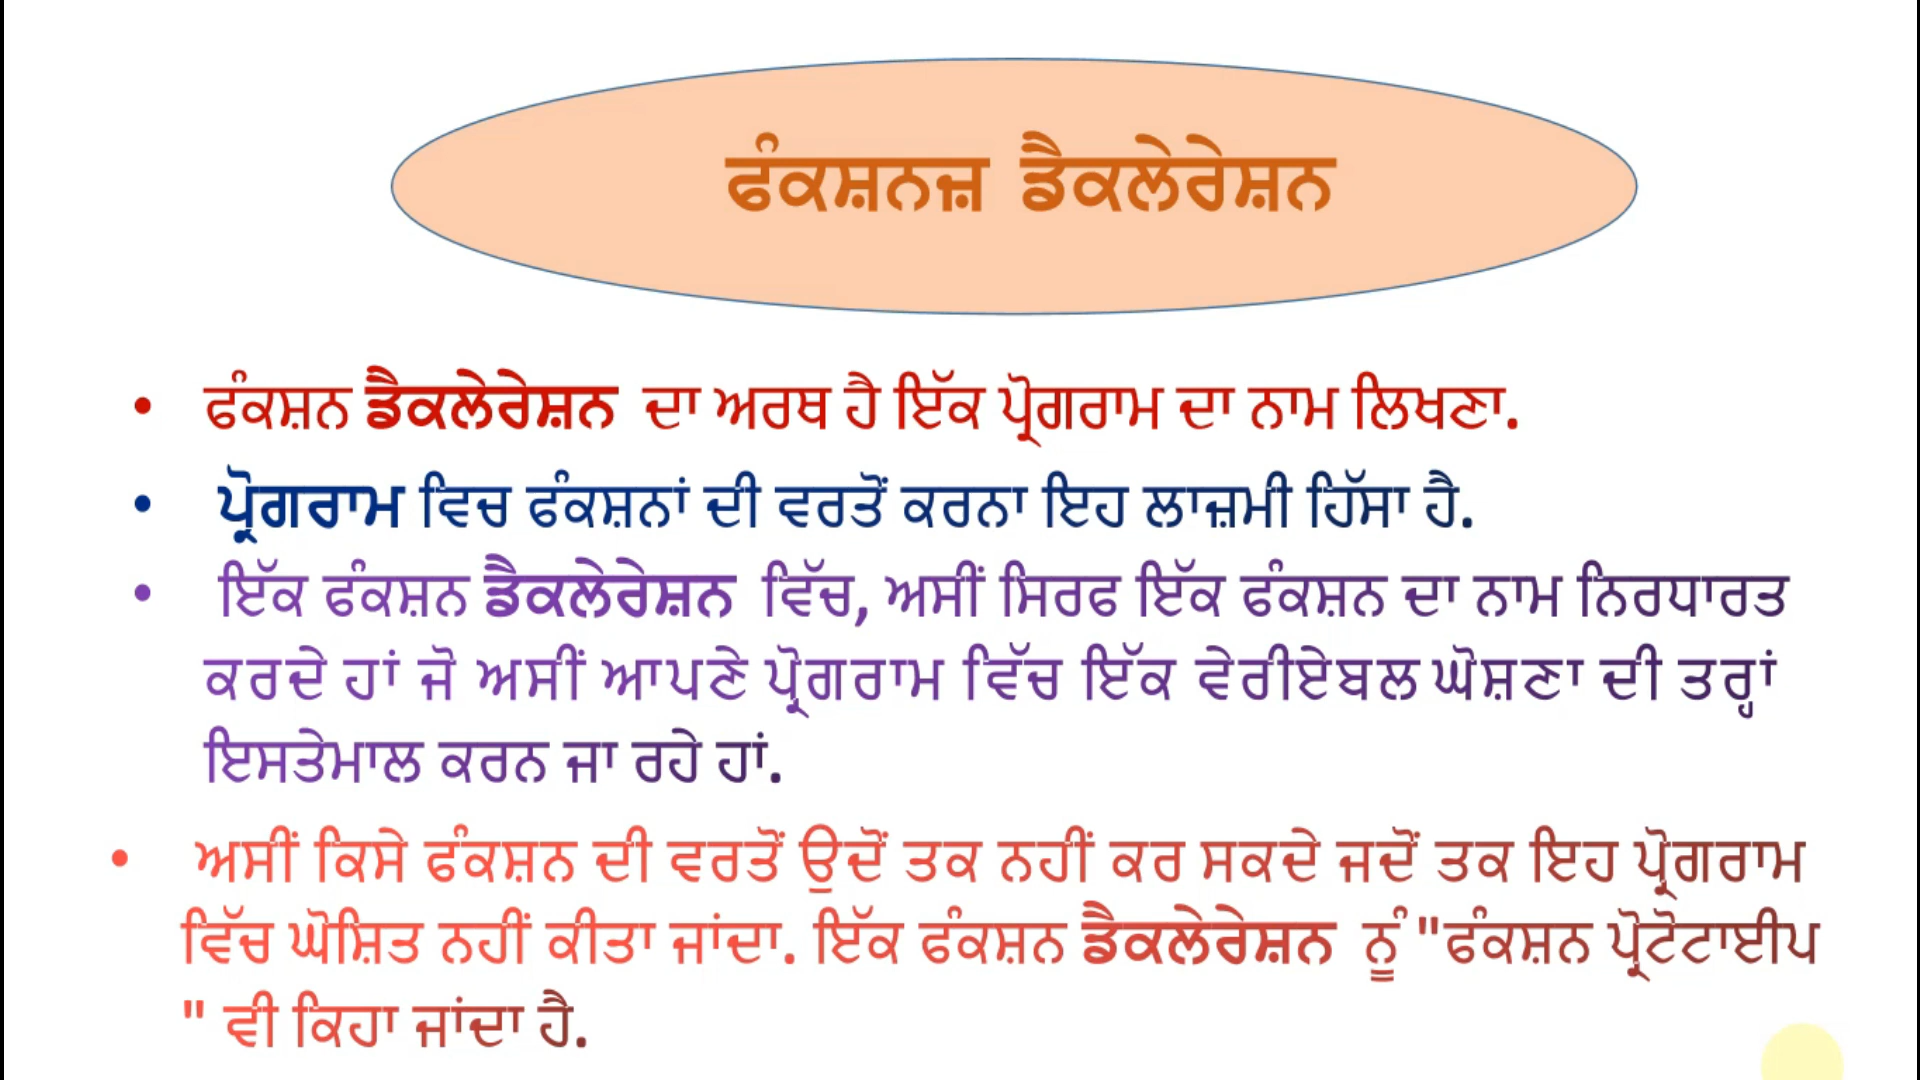 ਫੰਕਸ਼ਨਜ਼ ਡੈਕਲੇਰੇਸ਼ਨ
• ਫੰਕਸ਼ਨ ਡੈਕਲੇਰੇਸ਼ਨ ਦਾ ਅਰਥ ਹੈ ਇੱਕ ਪ੍ਰੋਗਰਾਮ ਦਾ ਨਾਮ ਲਿਖਣਾ.
• ਪ੍ਰੋਗਰਾਮ ਵਿਚ ਫੰਕਸ਼ਨਾਂ ਦੀ ਵਰਤੋਂ ਕਰਨਾ ਇਹ ਲਾਜ਼ਮੀ ਹਿੱਸਾ ਹੈ.
• ਇੱਕ ਫੰਕਸ਼ਨ ਡੈਕਲੇਰੇਸ਼ਨ ਵਿੱਚ, ਅਸੀਂ ਸਿਰਫ ਇੱਕ ਫੰਕਸ਼ਨ ਦਾ ਨਾਮ ਨਿਰਧਾਰਤ
ਕਰਦੇ ਹਾਂ ਜੋ ਅਸੀਂ ਆਪਣੇ ਪ੍ਰੋਗਰਾਮ ਵਿੱਚ ਇੱਕ ਵੇਰੀਏਬਲ ਘੋਸ਼ਣਾ ਦੀ ਤਰ੍ਹਾਂ
ਇਸਤੇਮਾਲ ਕਰਨ ਜਾ ਰਹੇ ਹਾਂ.
• ਅਸੀਂ ਕਿਸੇ ਫੰਕਸ਼ਨ ਦੀ ਵਰਤੋਂ ਉਦੋਂ ਤਕ ਨਹੀਂ ਕਰ ਸਕਦੇ ਜਦੋਂ ਤਕ ਇਹ ਪ੍ਰੋਗਰਾਮ
ਵਿੱਚ ਘੋਸ਼ਿਤ ਨਹੀਂ ਕੀਤਾ ਜਾਂਦਾ. ਇੱਕ ਫੰਕਸ਼ਨ ਡੈਕਲੇਰੇਸ਼ਨ ਨੂੰ "ਫੰਕਸ਼ਨ ਪ੍ਰੋਟੋਟਾਈਪ
" ਵੀ ਕਿਹਾ ਜਾਂਦਾ ਹੈ.